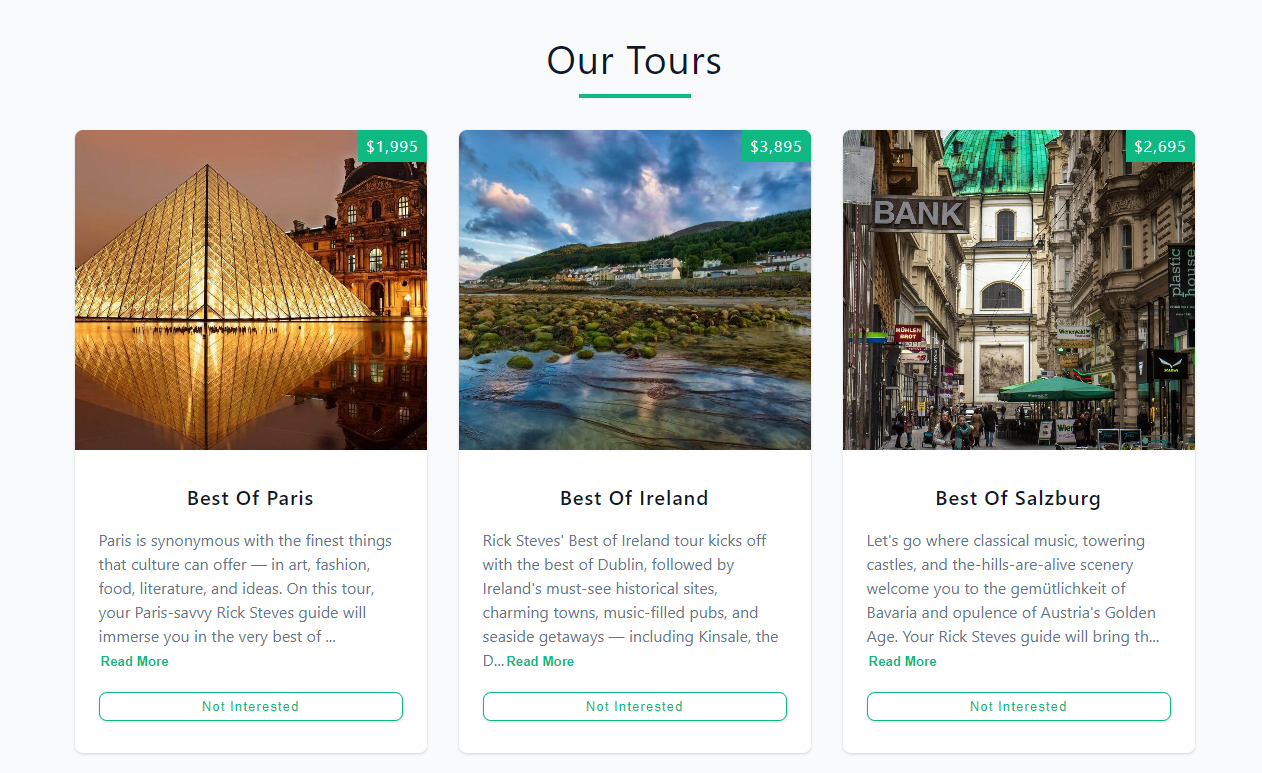 Our Tours
$1,995
$3,895
$2,695
BANK
plastic
house
MÜHLEN
BROT
Wienerwald
Wien
Best Of Paris
Paris is synonymous with the finest things
that culture can offer — in art, fashion,
food, literature, and ideas. On this tour,
your Paris-savvy Rick Steves guide will
immerse you in the very best of ...
Read More
Not Interested
Best Of Ireland
Rick Steves' Best of Ireland tour kicks off
with the best of Dublin, followed by
Ireland's must-see historical sites,
charming towns, music-filled pubs, and
seaside getaways — including Kinsale, the
D... Read More
Not Interested
Best Of Salzburg
Let's go where classical music, towering
castles, and the-hills-are-alive scenery
welcome you to the gemütlichkeit of
Bavaria and opulence of Austria's Golden
Age. Your Rick Steves guide will bring th...
Read More
Not Interested